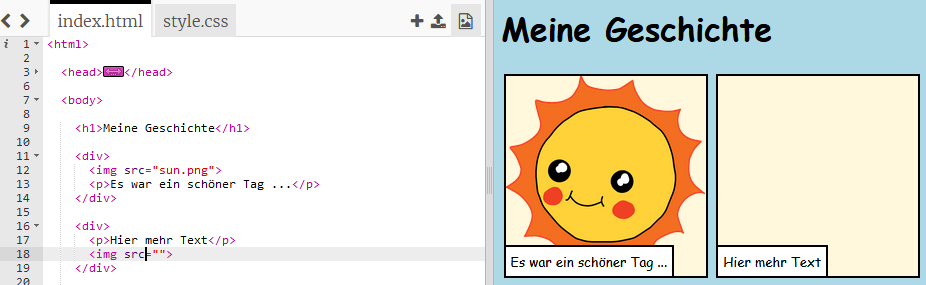 index.html style.css
i 1 <html>
2
3 <head></head>
6
7 <body>
8
9 <h1>Meine Geschichte</h1>
10
11 <div>
12 <img src="sun.png">
13 <p>Es war ein schöner Tag ...</p>
14 </div>
15
16 <div>
17 <p>Hier mehr Text</p>
18 <img src="">
19 </div>
20
Meine Geschichte
Es war ein schöner Tag ...
Hier mehr Text